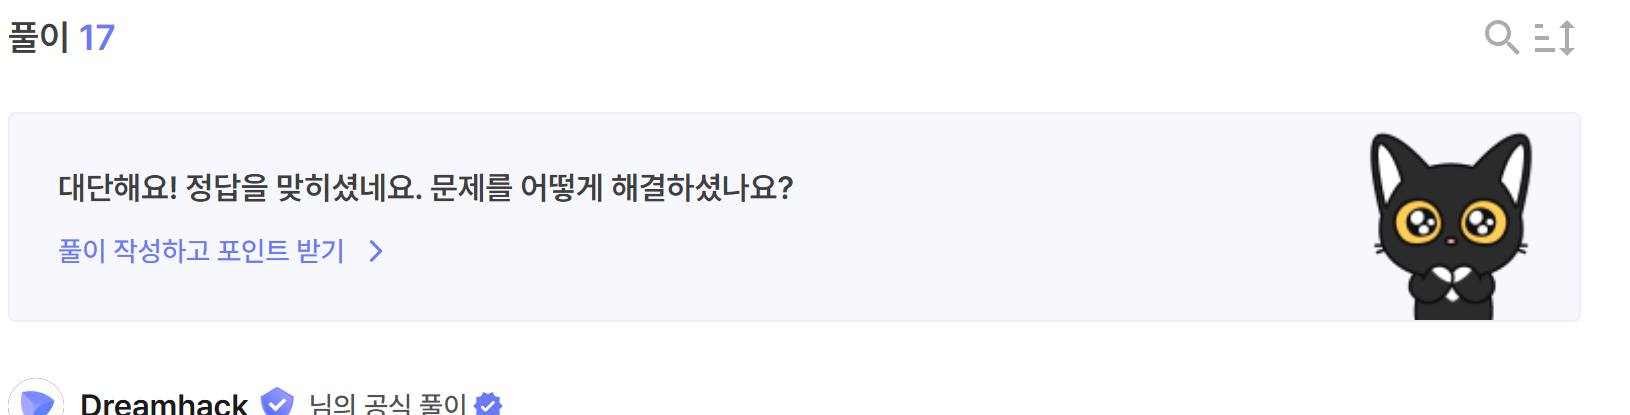 풀이 17
대단해요! 정답을 맞히셨네요. 문제를 어떻게 해결하셨나요?
풀이 작성하고 포인트 받기
Dreamhack 님의 공식 풀이